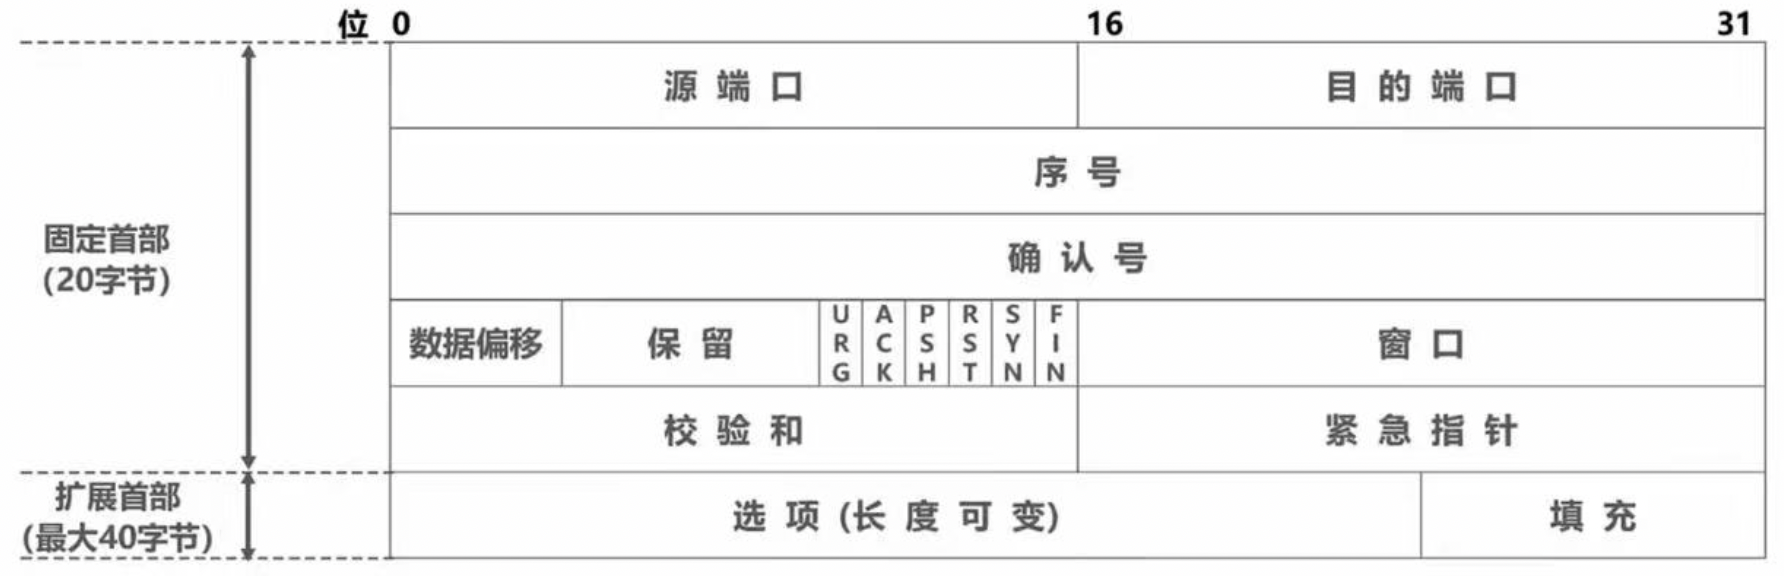 位 0 16 31
源端口 目的端口
序号
确认号
固定首部
(20字节)
数据偏移 保留 URG ACK PSH RST SYN FIN 窗口
校验和 紧急指针
扩展首部
(最大40字节)
选项(长度可变) 填充